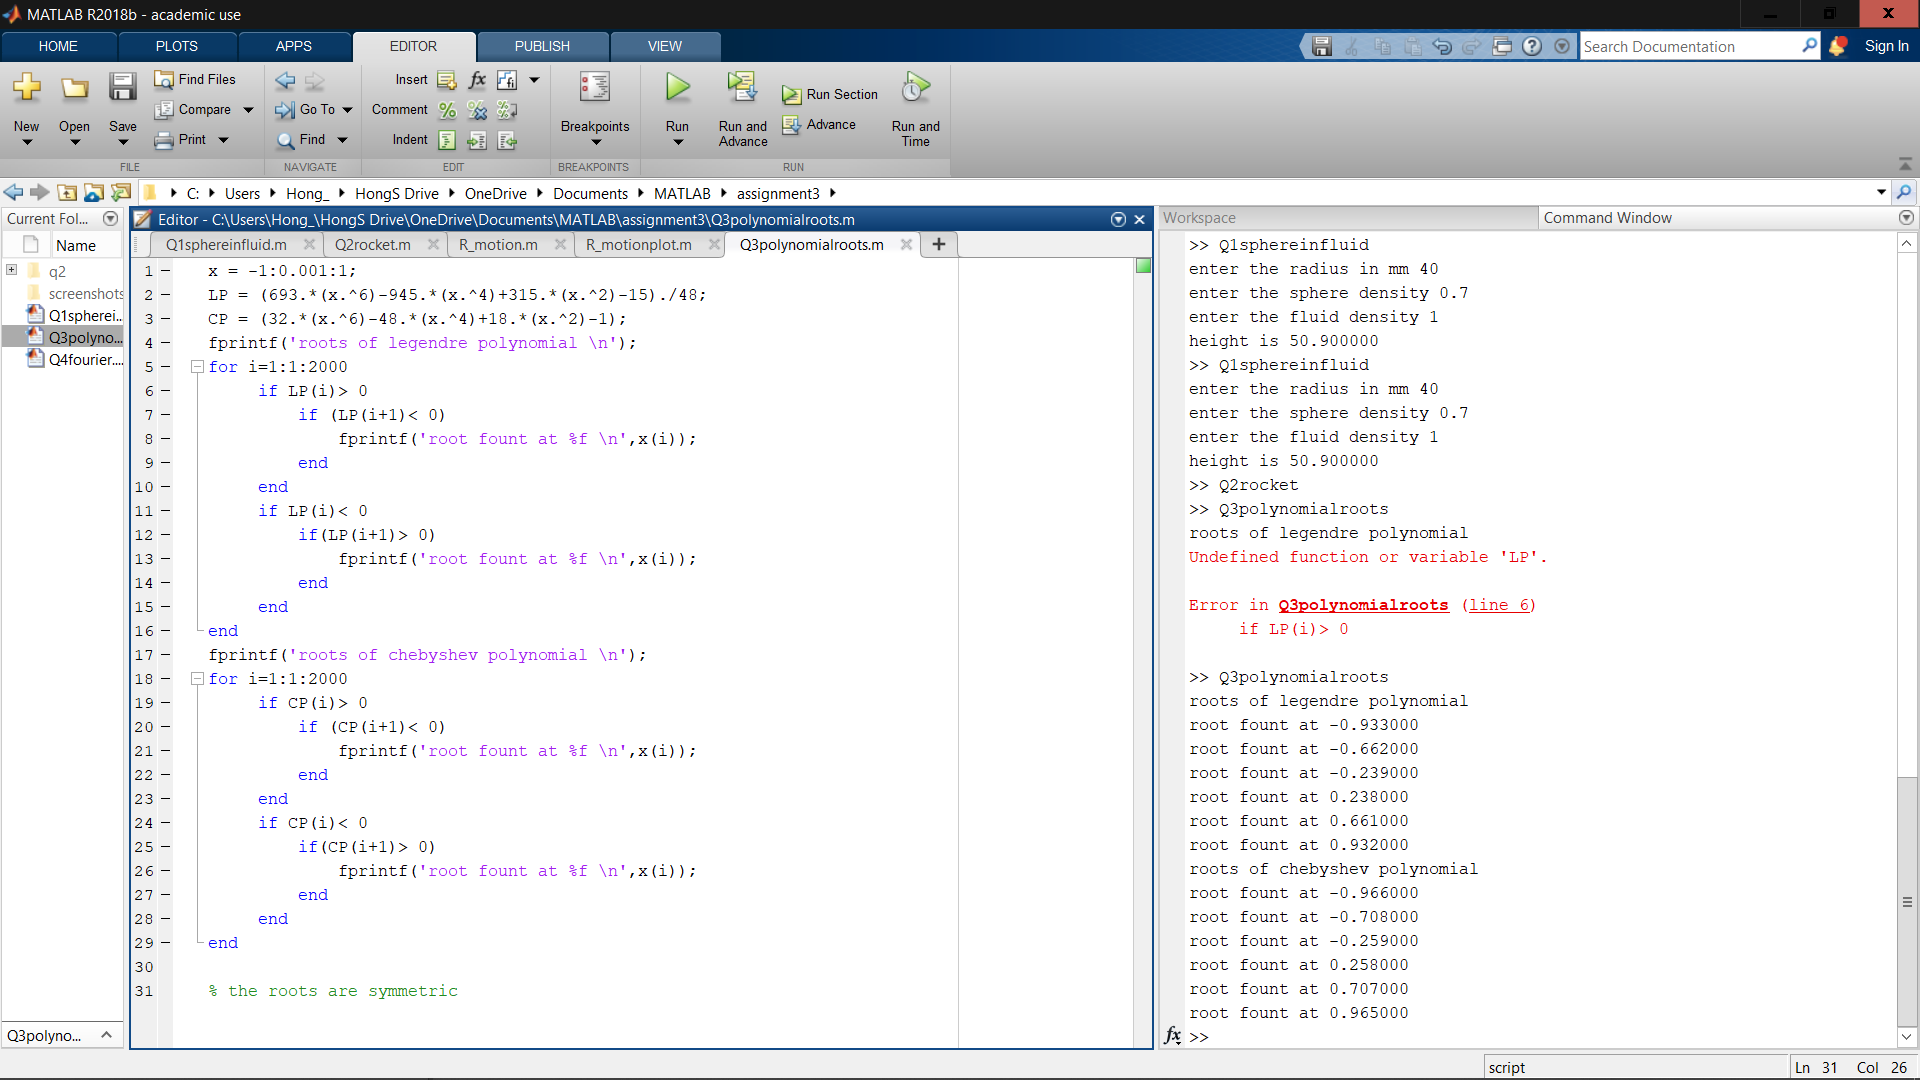 MATLAB R2018b - academic use
HOME PLOTS APPS EDITOR PUBLISH VIEW
Search Documentation
Sign In
New
Open
Save
Find Files
Compare
Print
FILE
Go To
Find
NAVIGATE
Insert
Comment
Indent
EDIT
Breakpoints
BREAKPOINTS
Run
Run and Advance
Run Section
Advance
Run and Time
RUN
C: Users Hong_ HongS Drive OneDrive Documents MATLAB assignment3
Current Fol...
Name
q2
screenshots
Q1spherei...
Q3polyno...
Q4fourier....
Q3polyno...
Editor - C:\Users\Hong_\HongS Drive\OneDrive\Documents\MATLAB\assignment3\Q3polynomialroots.m
Q1sphereinfluid.m Q2rocket.m R_motion.m R_motionplot.m Q3polynomialroots.m
1 x = -1:0.001:1;
2 LP = (693.*(x.^6)-945.*(x.^4)+315.*(x.^2)-15)./48;
3 CP = (32.*(x.^6)-48.*(x.^4)+18.*(x.^2)-1);
4 fprintf('roots of legendre polynomial \n');
5 for i=1:1:2000
6 if LP(i)> 0
7 if (LP(i+1)< 0)
8 fprintf('root fount at %f \n',x(i));
9 end
10 end
11 if LP(i)< 0
12 if(LP(i+1)> 0)
13 fprintf('root fount at %f \n',x(i));
14 end
15 end
16 end
17 fprintf('roots of chebyshev polynomial \n');
18 for i=1:1:2000
19 if CP(i)> 0
20 if (CP(i+1)< 0)
21 fprintf('root fount at %f \n',x(i));
22 end
23 end
24 if CP(i)< 0
25 if(CP(i+1)> 0)
26 fprintf('root fount at %f \n',x(i));
27 end
28 end
29 end
30
31 % the roots are symmetric
Workspace
Command Window
>> Q1sphereinfluid
enter the radius in mm 40
enter the sphere density 0.7
enter the fluid density 1
height is 50.900000
>> Q1sphereinfluid
enter the radius in mm 40
enter the sphere density 0.7
enter the fluid density 1
height is 50.900000
>> Q2rocket
>> Q3polynomialroots
roots of legendre polynomial
Undefined function or variable 'LP'.
Error in Q3polynomialroots (line 6)
if LP(i)> 0
>> Q3polynomialroots
roots of legendre polynomial
root fount at -0.933000
root fount at -0.662000
root fount at -0.239000
root fount at 0.238000
root fount at 0.661000
root fount at 0.932000
roots of chebyshev polynomial
root fount at -0.966000
root fount at -0.708000
root fount at -0.259000
root fount at 0.258000
root fount at 0.707000
root fount at 0.965000
fx >>
script
Ln 31 Col 26